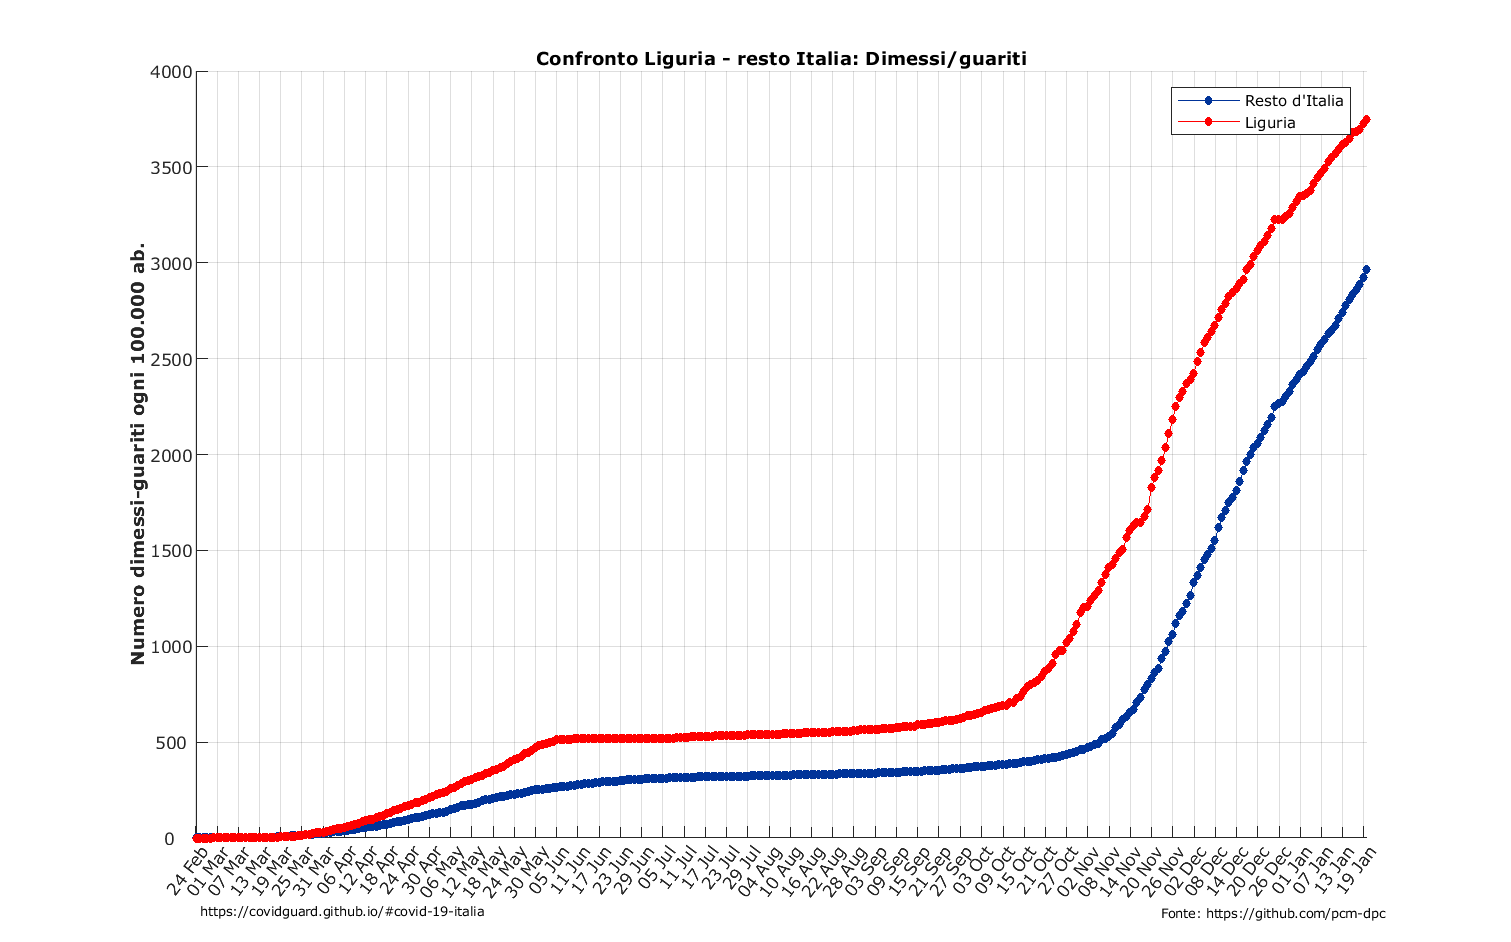 Confronto Liguria - resto Italia: Dimessi/guariti
Numero dimessi-guariti ogni 100.000 ab.
4000
3500
3000
2500
2000
1500
1000
500
0
Resto d'Italia
Liguria
24 Feb
01 Mar
07 Mar
13 Mar
19 Mar
25 Mar
31 Mar
06 Apr
12 Apr
18 Apr
24 Apr
30 Apr
06 May
12 May
18 May
24 May
30 May
05 Jun
11 Jun
17 Jun
23 Jun
29 Jun
05 Jul
11 Jul
17 Jul
23 Jul
29 Jul
04 Aug
10 Aug
16 Aug
22 Aug
28 Aug
03 Sep
09 Sep
15 Sep
21 Sep
27 Sep
03 Oct
09 Oct
15 Oct
21 Oct
27 Oct
02 Nov
08 Nov
14 Nov
20 Nov
26 Nov
02 Dec
08 Dec
14 Dec
20 Dec
26 Dec
01 Jan
07 Jan
13 Jan
19 Jan
https://covidguard.github.io/#covid-19-italia
Fonte: https://github.com/pcm-dpc